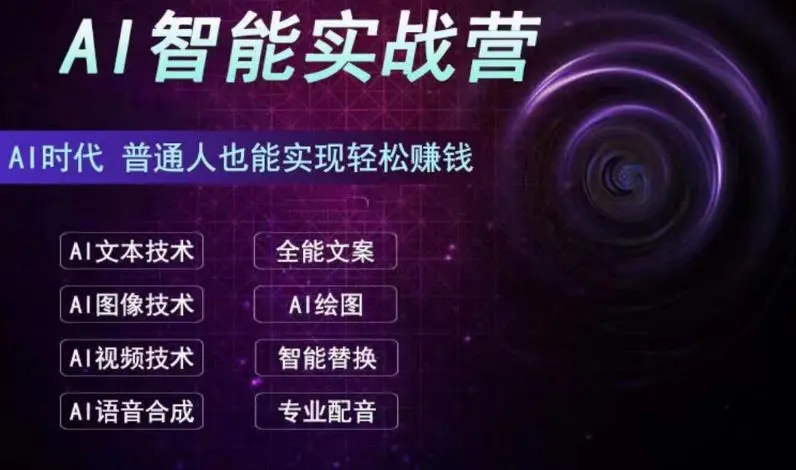 AI智能实战营
AI时代 普通人也能实现轻松赚钱
AI文本技术 全能文案
AI图像技术 AI绘图
AI视频技术 智能替换
AI语音合成 专业配音